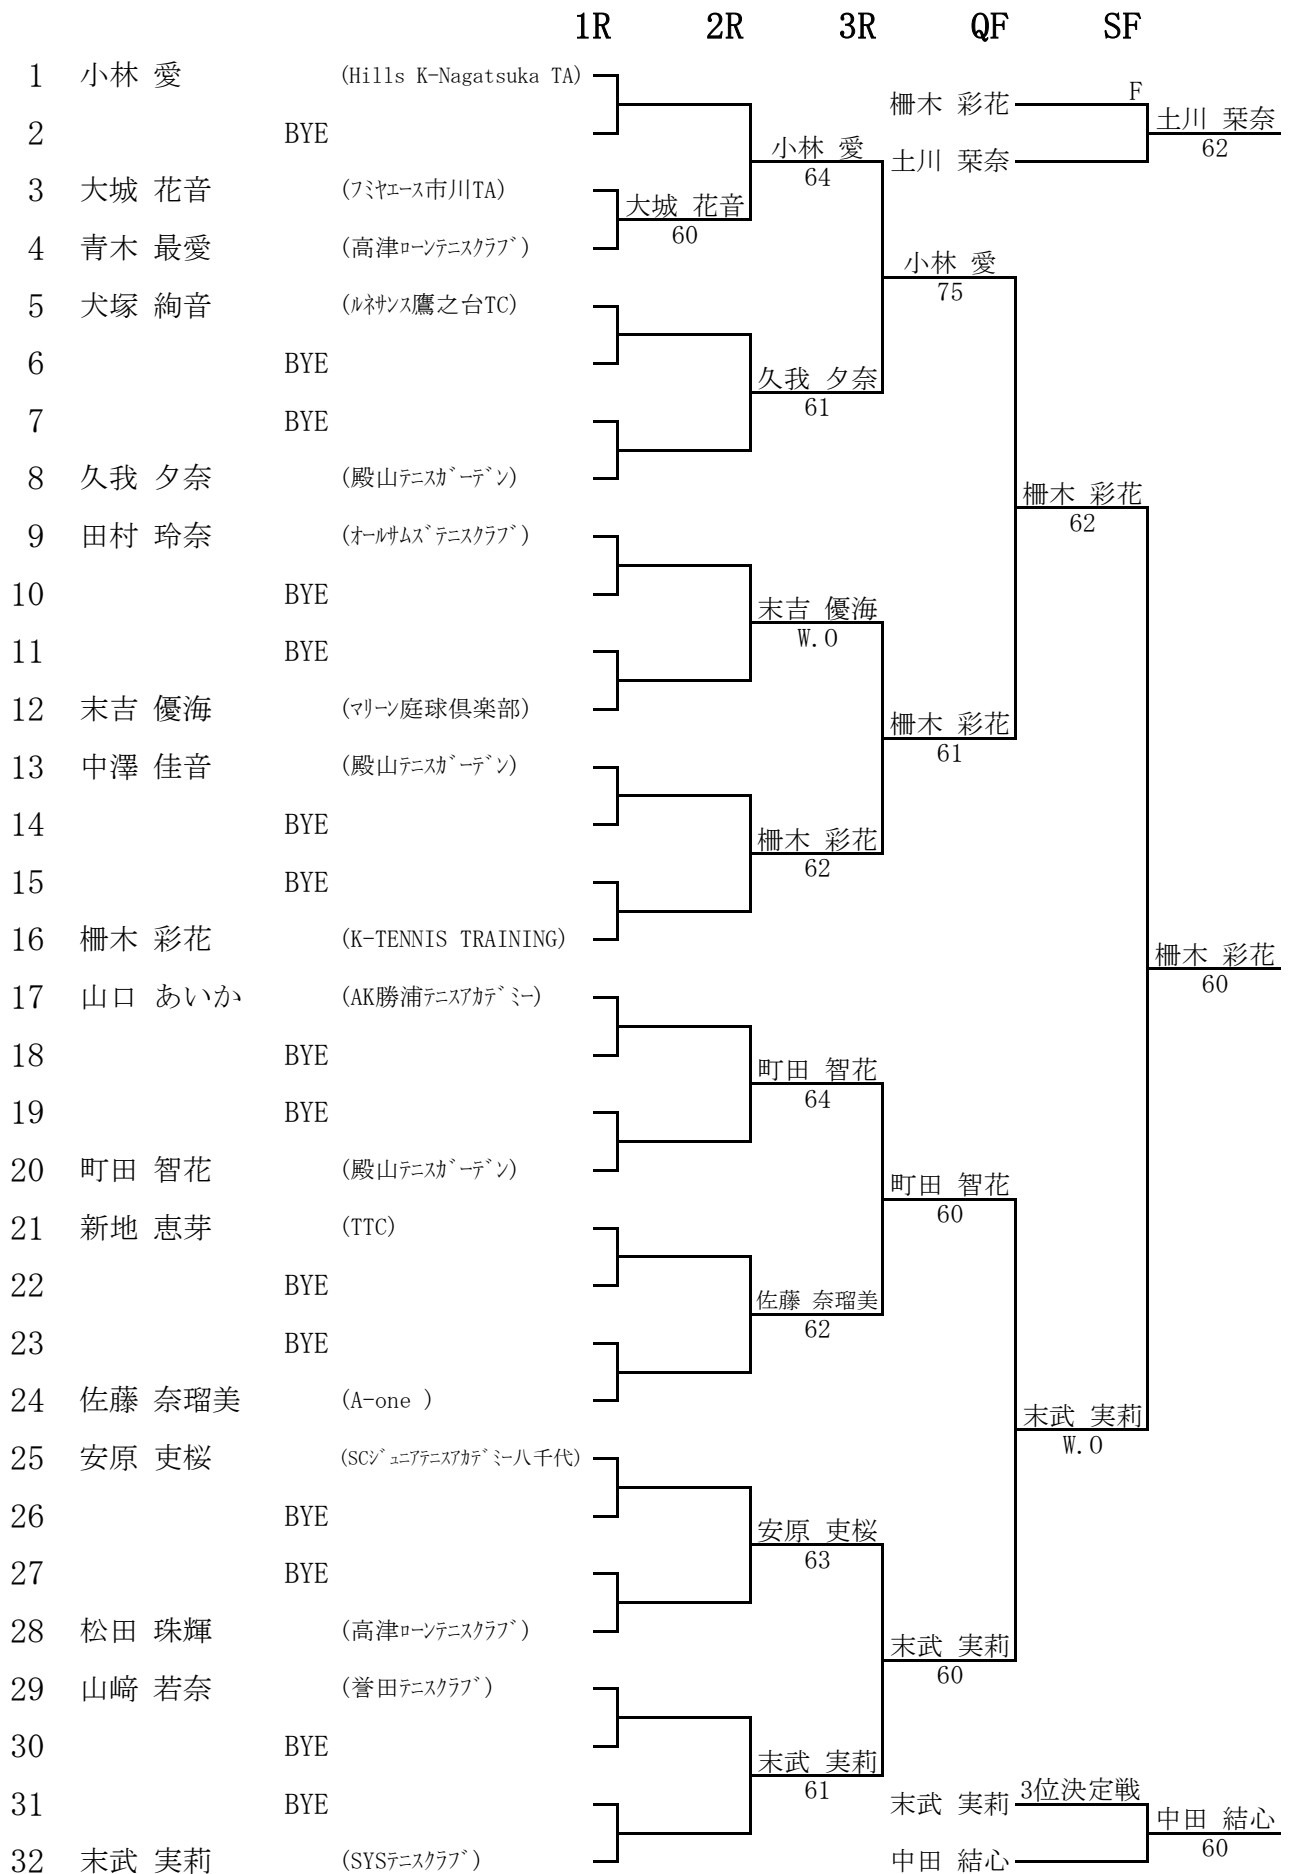 1R 2R 3R QF SF
1 小林 愛 (Hills K-Nagatsuka TA)
柵木 彩花 F
土川 栞奈
2 BYE
62
小林 愛
土川 栞奈
64
3 大城 花音 (ﾌﾐﾔｴｰｽ市川TA)
大城 花音
60
4 青木 最愛 (高津ﾛｰﾝﾃﾆｽｸﾗﾌﾞ)
小林 愛
75
5 犬塚 絢音 (ﾙﾈｻﾝｽ鷹之台TC)
6 BYE
久我 夕奈
61
7 BYE
8 久我 夕奈 (殿山ﾃﾆｽｶﾞｰﾃﾞﾝ)
柵木 彩花
62
9 田村 玲奈 (ｵｰﾙｻﾑｽﾞﾃﾆｽｸﾗﾌﾞ)
10 BYE
末吉 優海
W.O
11 BYE
12 末吉 優海 (ﾏﾘｰﾝ庭球倶楽部)
柵木 彩花
61
13 中澤 佳音 (殿山ﾃﾆｽｶﾞｰﾃﾞﾝ)
14 BYE
柵木 彩花
62
15 BYE
16 柵木 彩花 (K-TENNIS TRAINING)
柵木 彩花
60
17 山口 あいか (AK勝浦ﾃﾆｽｱｶﾃﾞﾐｰ)
18 BYE
町田 智花
64
19 BYE
20 町田 智花 (殿山ﾃﾆｽｶﾞｰﾃﾞﾝ)
町田 智花
60
21 新地 恵芽 (TTC)
22 BYE
佐藤 奈瑠美
62
23 BYE
24 佐藤 奈瑠美 (A-one )
末武 実莉
W.O
25 安原 吏桜 (SCｼﾞｭﾆｱﾃﾆｽｱｶﾃﾞﾐｰ八千代)
26 BYE
安原 吏桜
63
27 BYE
28 松田 珠輝 (高津ﾛｰﾝﾃﾆｽｸﾗﾌﾞ)
末武 実莉
60
29 山﨑 若奈 (誉田ﾃﾆｽｸﾗﾌﾞ)
30 BYE
末武 実莉
61
31 BYE
末武 実莉 3位決定戦
中田 結心
60
32 末武 実莉 (SYSﾃﾆｽｸﾗﾌﾞ)
中田 結心